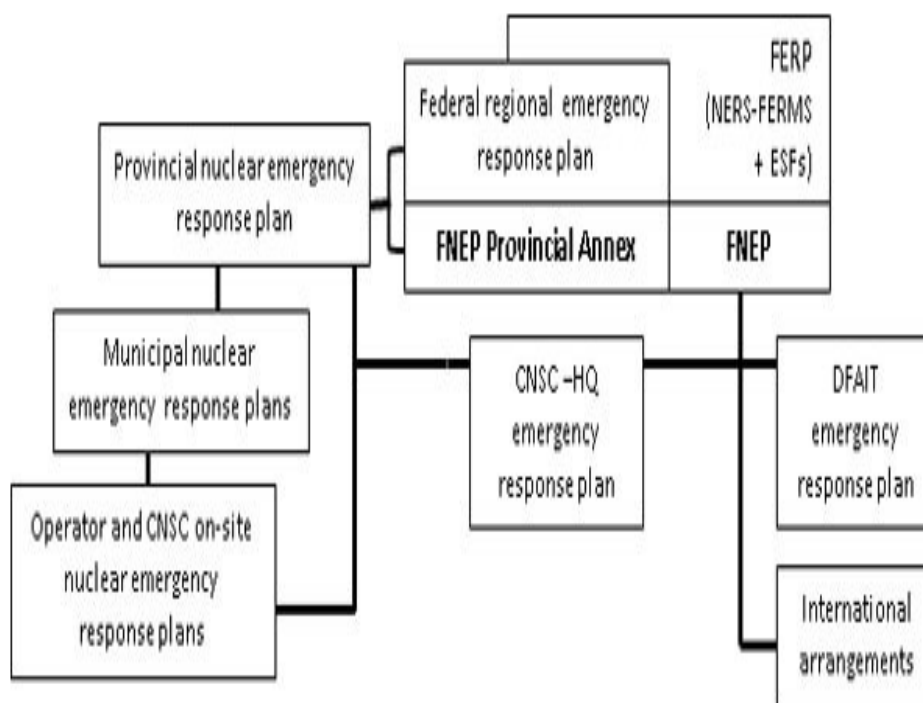 FERP
(NERS-FERMS
+ ESFs)
Federal regional emergency
response plan
Provincial nuclear emergency
response plan
FNEP Provincial Annex
FNEP
Municipal nuclear
emergency response plans
CNSC –HQ
emergency
response plan
DFAIT
emergency
response plan
Operator and CNSC on-site
nuclear emergency
response plans
International
arrangements